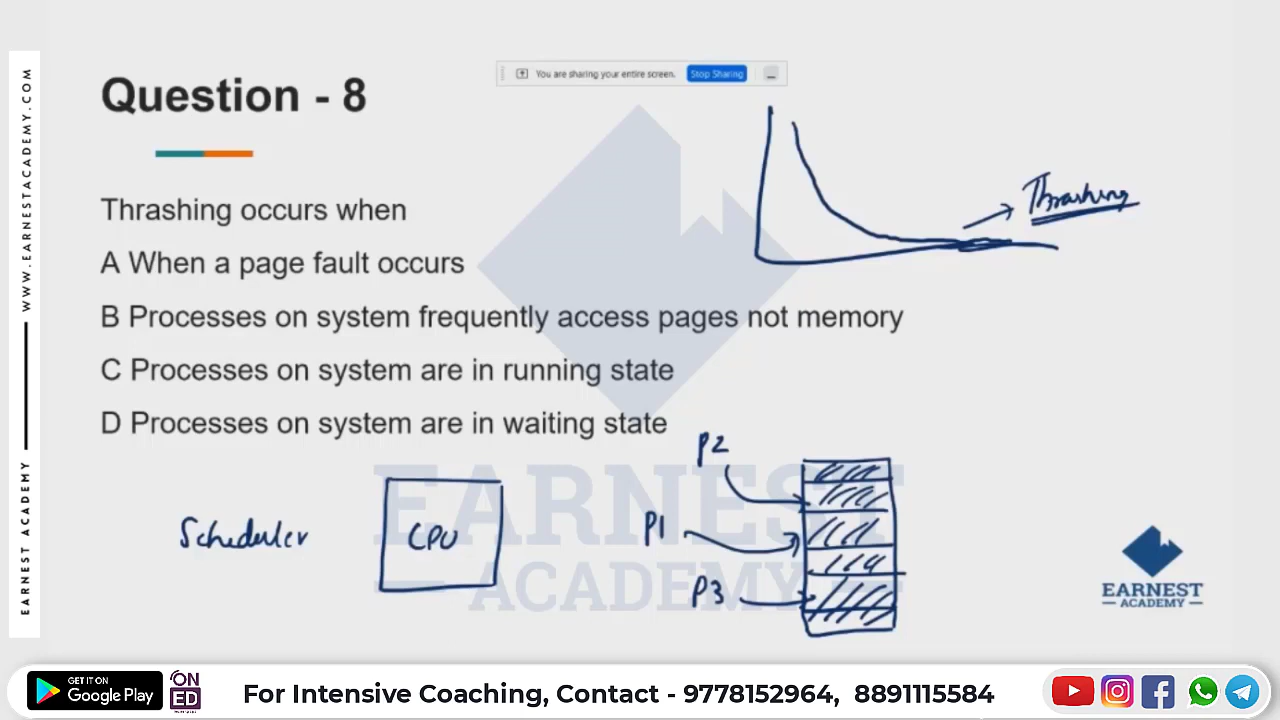 You are sharing your entire screen. Stop Sharing
Question - 8
Thrashing
Thrashing occurs when
A When a page fault occurs
B Processes on system frequently access pages not memory
C Processes on system are in running state
D Processes on system are in waiting state
P2
P1
P3
Scheduler
CPU
EARNEST
ACADEMY
EARNEST
ACADEMY
WWW.EARNESTACADEMY.COM
EARNEST ACADEMY
GET IT ON
Google Play
ON
ED
For Intensive Coaching, Contact - 9778152964, 8891115584